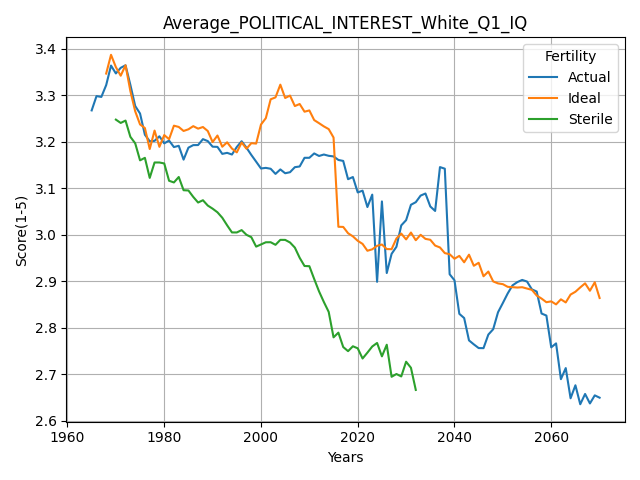 Average_POLITICAL_INTEREST_White_Q1_IQ
Fertility
Actual
Ideal
Sterile
Score(1-5)
3.4
3.3
3.2
3.1
3.0
2.9
2.8
2.7
2.6
1960 1980 2000 2020 2040 2060
Years